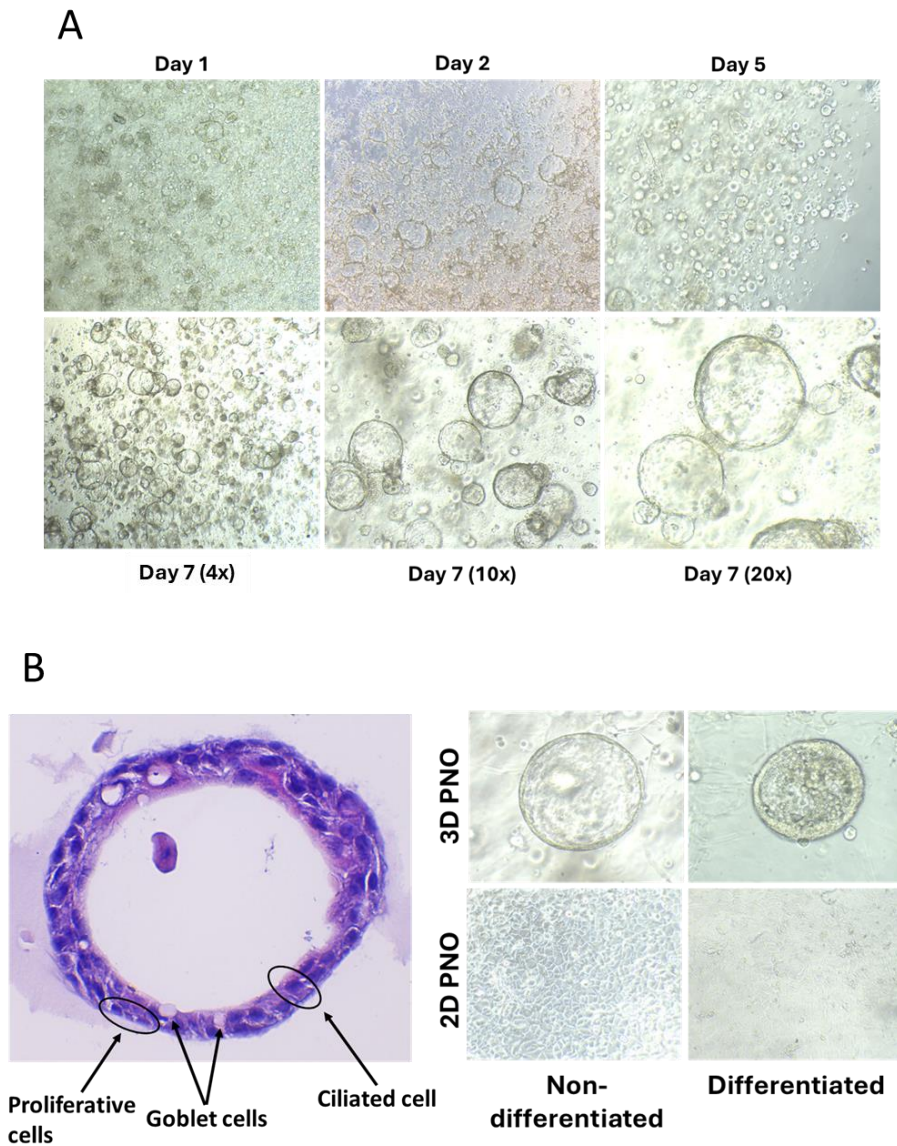 A
Day 1
Day 2
Day 5
Day 7 (4x)
Day 7 (10x)
Day 7 (20x)
B
3D PNO
2D PNO
Proliferative
cells
Goblet cells
Ciliated cell
Non-
differentiated
Differentiated